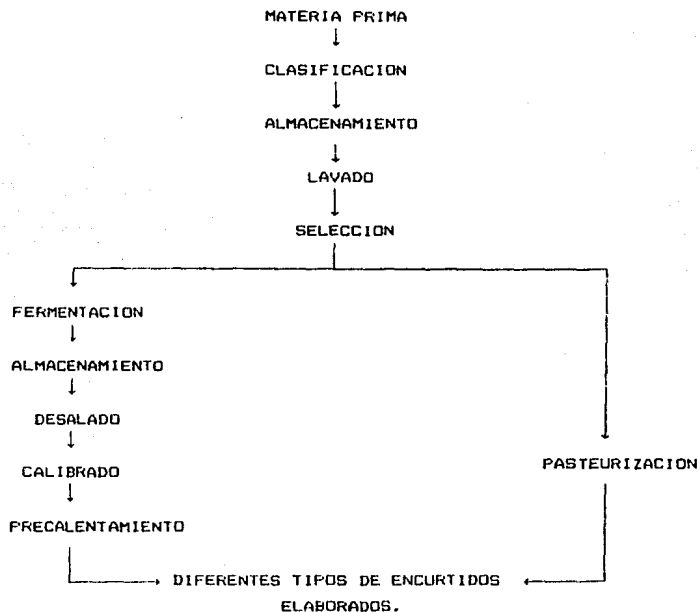 MATERIA PRIMA
CLASIFICACION
ALMACENAMIENTO
LAVADO
SELECCION
FERMENTACION
ALMACENAMIENTO
DESALADO
CALIBRADO
PASTEURIZACION
PRECALENTAMIENTO
DIFERENTES TIPOS DE ENCURTIDOS
ELABORADOS.